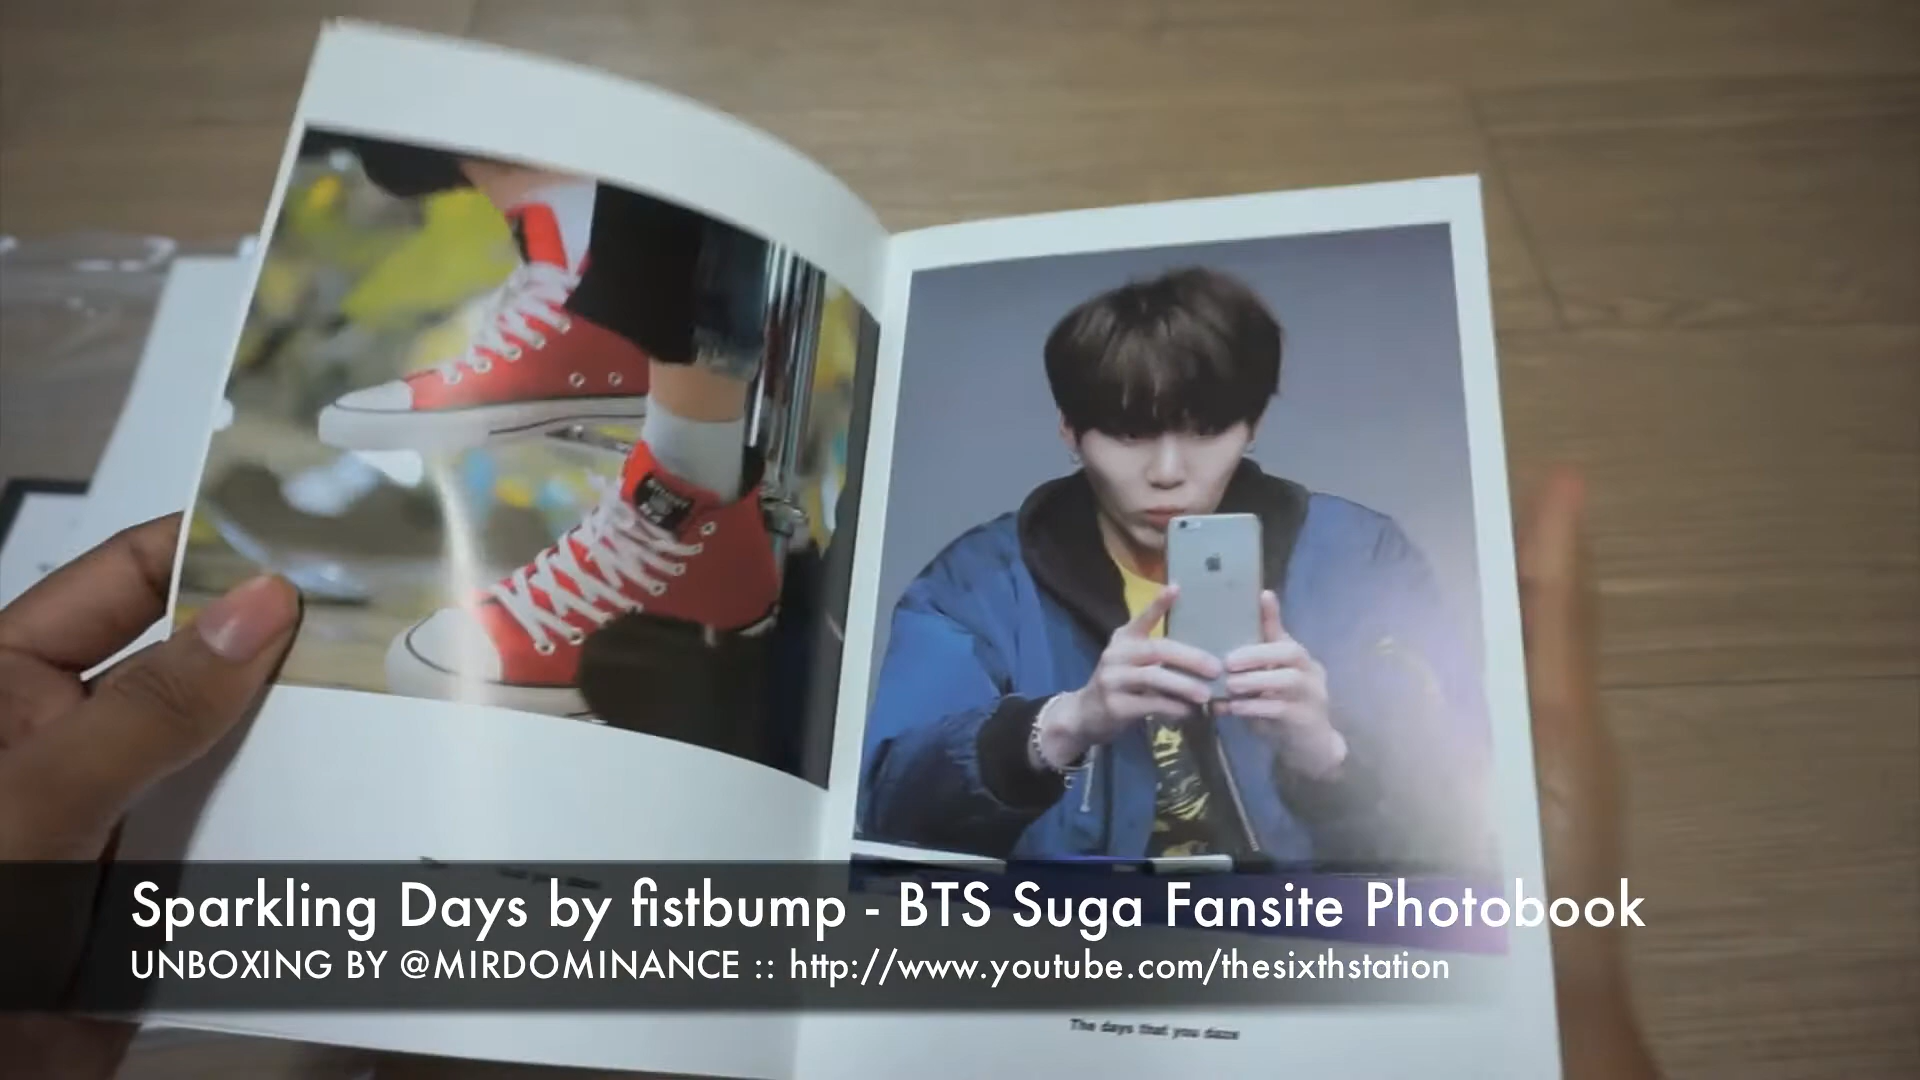 Sparkling Days by fistbump - BTS Suga Fansite Photobook
UNBOXING BY @MIRDOMINANCE :: http://www.youtube.com/thesixthstation
The days that you daze